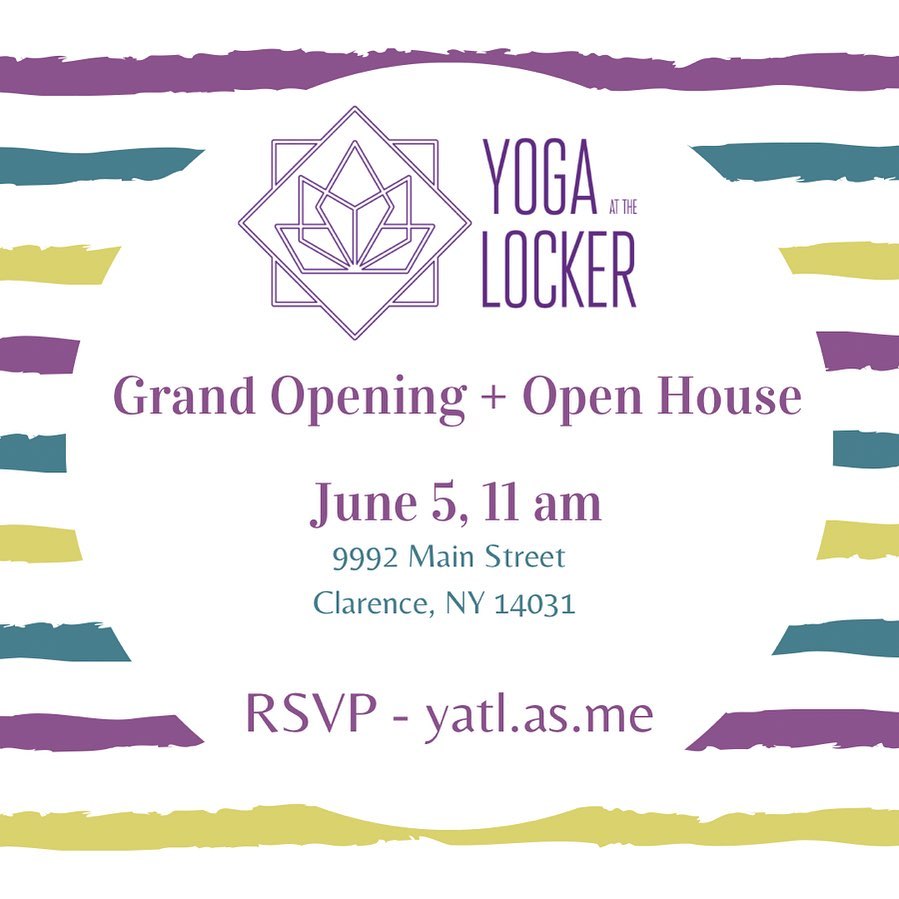 YOGA AT THE
LOCKER
Grand Opening + Open House
June 5, 11 am
9992 Main Street
Clarence, NY 14031
RSVP - yatl.as.me